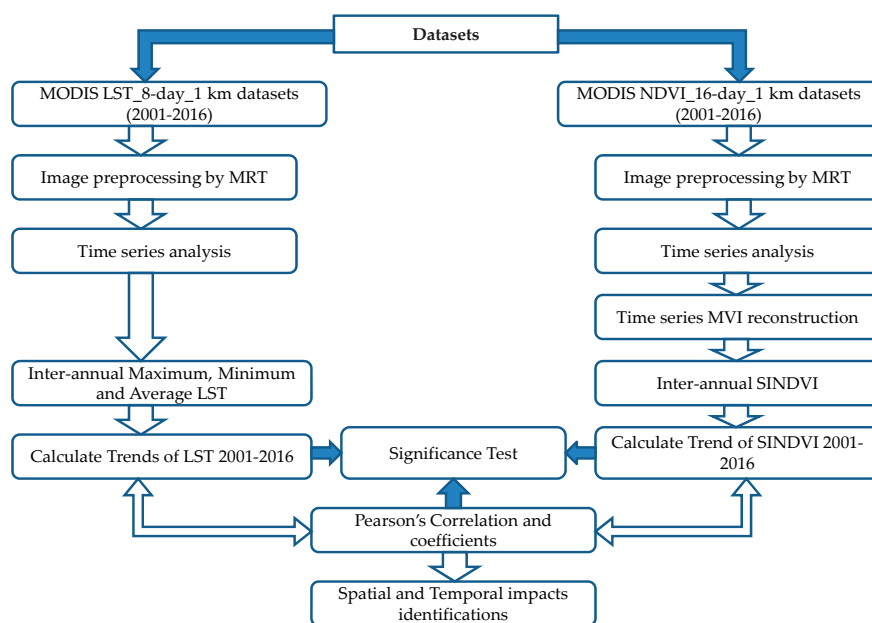 Datasets
MODIS LST_8-day_1 km datasets
(2001-2016)
Image preprocessing by MRT
Time series analysis
Inter-annual Maximum, Minimum
and Average LST
Calculate Trends of LST 2001-2016
MODIS NDVI_16-day_1 km datasets
(2001-2016)
Image preprocessing by MRT
Time series analysis
Time series MVI reconstruction
Inter-annual SINDVI
Calculate Trend of SINDVI 2001-
2016
Significance Test
Pearson's Correlation and
coefficients
Spatial and Temporal impacts
identifications